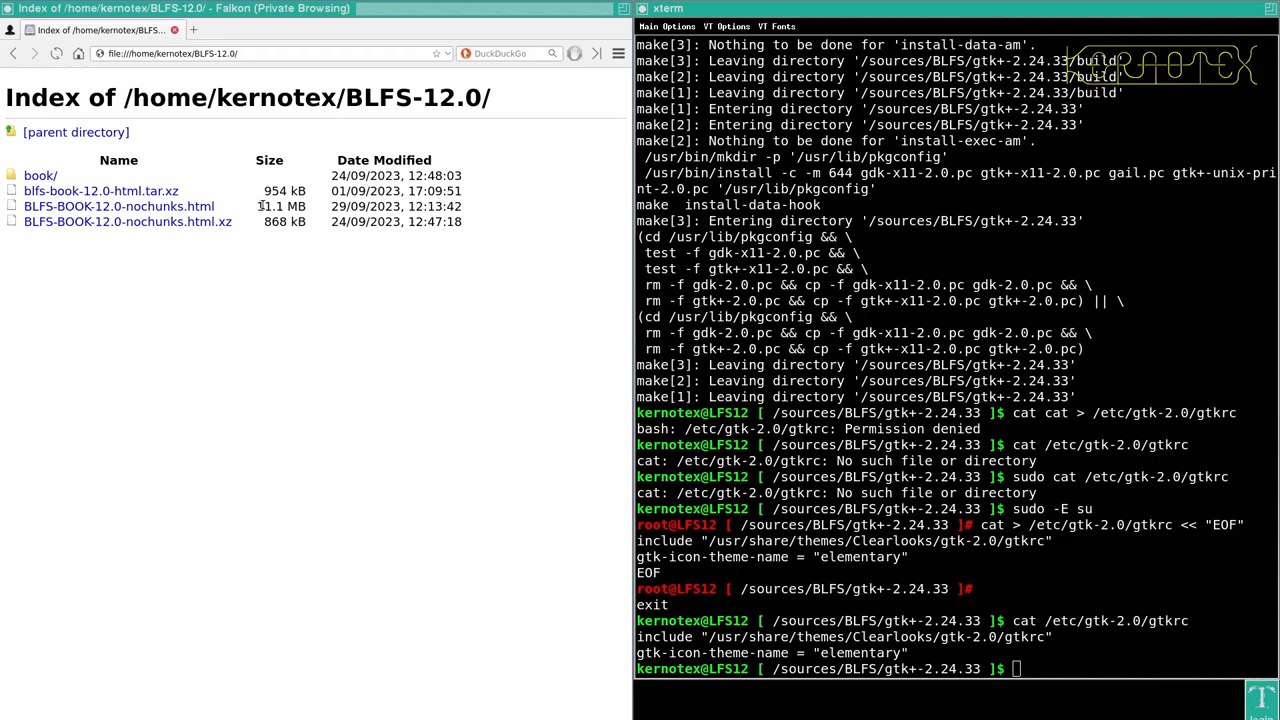 Index of /home/kernotex/BLFS-12.0/ - Falkon (Private Browsing)
Index of /home/kernotex/BLFS...
file:///home/kernotex/BLFS-12.0/
DuckDuckGo
Index of /home/kernotex/BLFS-12.0/
[parent directory]
Name Size Date Modified
book/ 24/09/2023, 12:48:03
blfs-book-12.0-html.tar.xz 954 kB 01/09/2023, 17:09:51
BLFS-BOOK-12.0-nochunks.html 11.1 MB 29/09/2023, 12:13:42
BLFS-BOOK-12.0-nochunks.html.xz 868 kB 24/09/2023, 12:47:18
xterm
Main Options VT Options VT Fonts
KERNOTEX
make[3]: Nothing to be done for 'install-data-am'.
make[3]: Leaving directory '/sources/BLFS/gtk+-2.24.33/build'
make[2]: Leaving directory '/sources/BLFS/gtk+-2.24.33/build'
make[1]: Leaving directory '/sources/BLFS/gtk+-2.24.33/build'
make[1]: Entering directory '/sources/BLFS/gtk+-2.24.33'
make[2]: Entering directory '/sources/BLFS/gtk+-2.24.33'
make[2]: Nothing to be done for 'install-exec-am'.
/usr/bin/mkdir -p '/usr/lib/pkgconfig'
/usr/bin/install -c -m 644 gdk-x11-2.0.pc gtk+-x11-2.0.pc gail.pc gtk+-unix-pri
nt-2.0.pc '/usr/lib/pkgconfig'
make  install-data-hook
make[3]: Entering directory '/sources/BLFS/gtk+-2.24.33'
(cd /usr/lib/pkgconfig && \
test -f gdk-x11-2.0.pc && \
test -f gtk+-x11-2.0.pc && \
rm -f gdk-2.0.pc && cp -f gdk-x11-2.0.pc gdk-2.0.pc && \
rm -f gtk+-2.0.pc && cp -f gtk+-x11-2.0.pc gtk+-2.0.pc) || \
(cd /usr/lib/pkgconfig && \
rm -f gdk-2.0.pc && cp -f gdk-x11-2.0.pc gdk-2.0.pc && \
rm -f gtk+-2.0.pc && cp -f gtk+-x11-2.0.pc gtk+-2.0.pc)
make[3]: Leaving directory '/sources/BLFS/gtk+-2.24.33'
make[2]: Leaving directory '/sources/BLFS/gtk+-2.24.33'
make[1]: Leaving directory '/sources/BLFS/gtk+-2.24.33'
kernotex@LFS12 [ /sources/BLFS/gtk+-2.24.33 ]$ cat cat > /etc/gtk-2.0/gtkrc
bash: /etc/gtk-2.0/gtkrc: Permission denied
kernotex@LFS12 [ /sources/BLFS/gtk+-2.24.33 ]$ cat /etc/gtk-2.0/gtkrc
cat: /etc/gtk-2.0/gtkrc: No such file or directory
kernotex@LFS12 [ /sources/BLFS/gtk+-2.24.33 ]$ sudo cat /etc/gtk-2.0/gtkrc
cat: /etc/gtk-2.0/gtkrc: No such file or directory
kernotex@LFS12 [ /sources/BLFS/gtk+-2.24.33 ]$ sudo -E su
root@LFS12 [ /sources/BLFS/gtk+-2.24.33 ]# cat > /etc/gtk-2.0/gtkrc << "EOF"
include "/usr/share/themes/Clearlooks/gtk-2.0/gtkrc"
gtk-icon-theme-name = "elementary"
EOF
root@LFS12 [ /sources/BLFS/gtk+-2.24.33 ]#
exit
kernotex@LFS12 [ /sources/BLFS/gtk+-2.24.33 ]$ cat /etc/gtk-2.0/gtkrc
include "/usr/share/themes/Clearlooks/gtk-2.0/gtkrc"
gtk-icon-theme-name = "elementary"
kernotex@LFS12 [ /sources/BLFS/gtk+-2.24.33 ]$